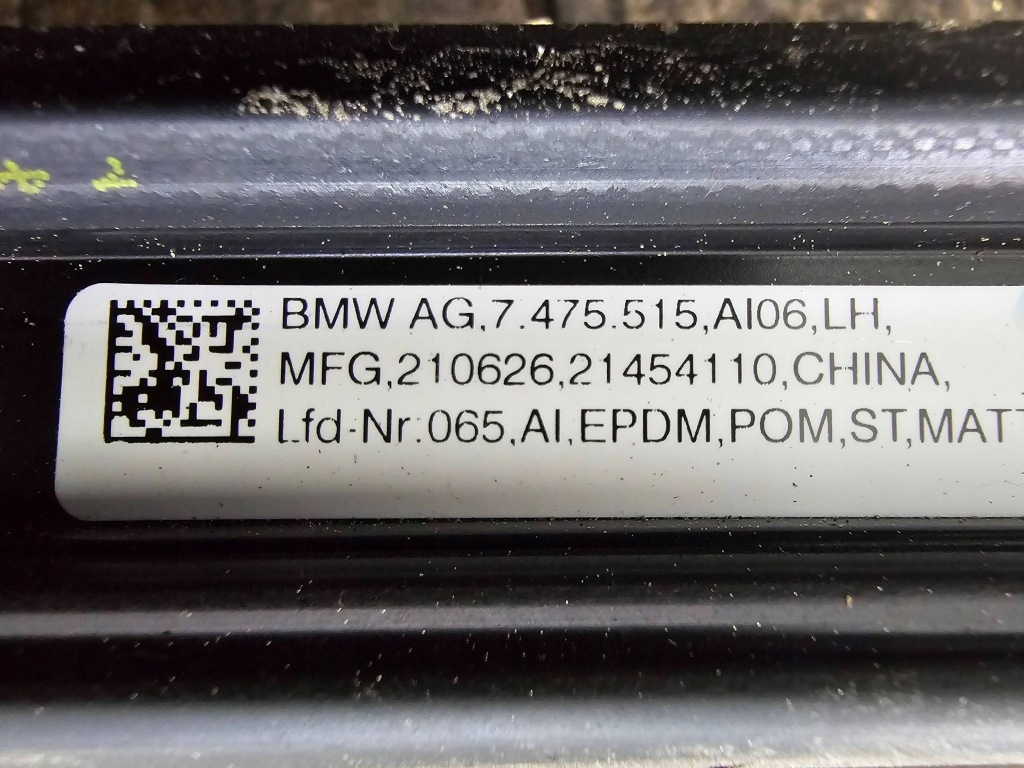 BMW AG,7.475.515,AI06,LH,
MFG,210626,21454110,CHINA,
Lfd-Nr.065,AI,EPDM,POM,ST,MATT